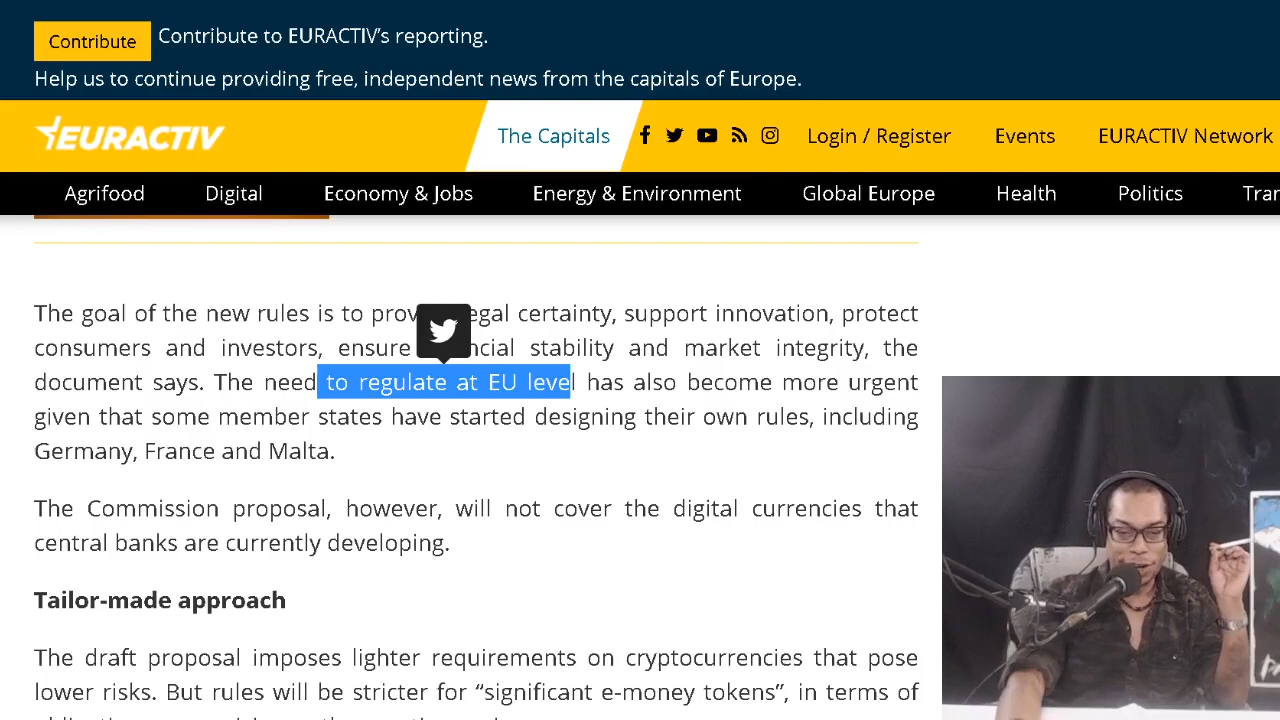 Contribute Contribute to EURACTIV's reporting.
Help us to continue providing free, independent news from the capitals of Europe.
EURACTIV The Capitals Login / Register Events EURACTIV Network
Agrifood Digital Economy & Jobs Energy & Environment Global Europe Health Politics Tra
The goal of the new rules is to prov egal certainty, support innovation, protect
consumers and investors, ensure ncial stability and market integrity, the
document says. The need to regulate at EU level has also become more urgent
given that some member states have started designing their own rules, including
Germany, France and Malta.
The Commission proposal, however, will not cover the digital currencies that
central banks are currently developing.
Tailor-made approach
The draft proposal imposes lighter requirements on cryptocurrencies that pose
lower risks. But rules will be stricter for “significant e-money tokens”, in terms of